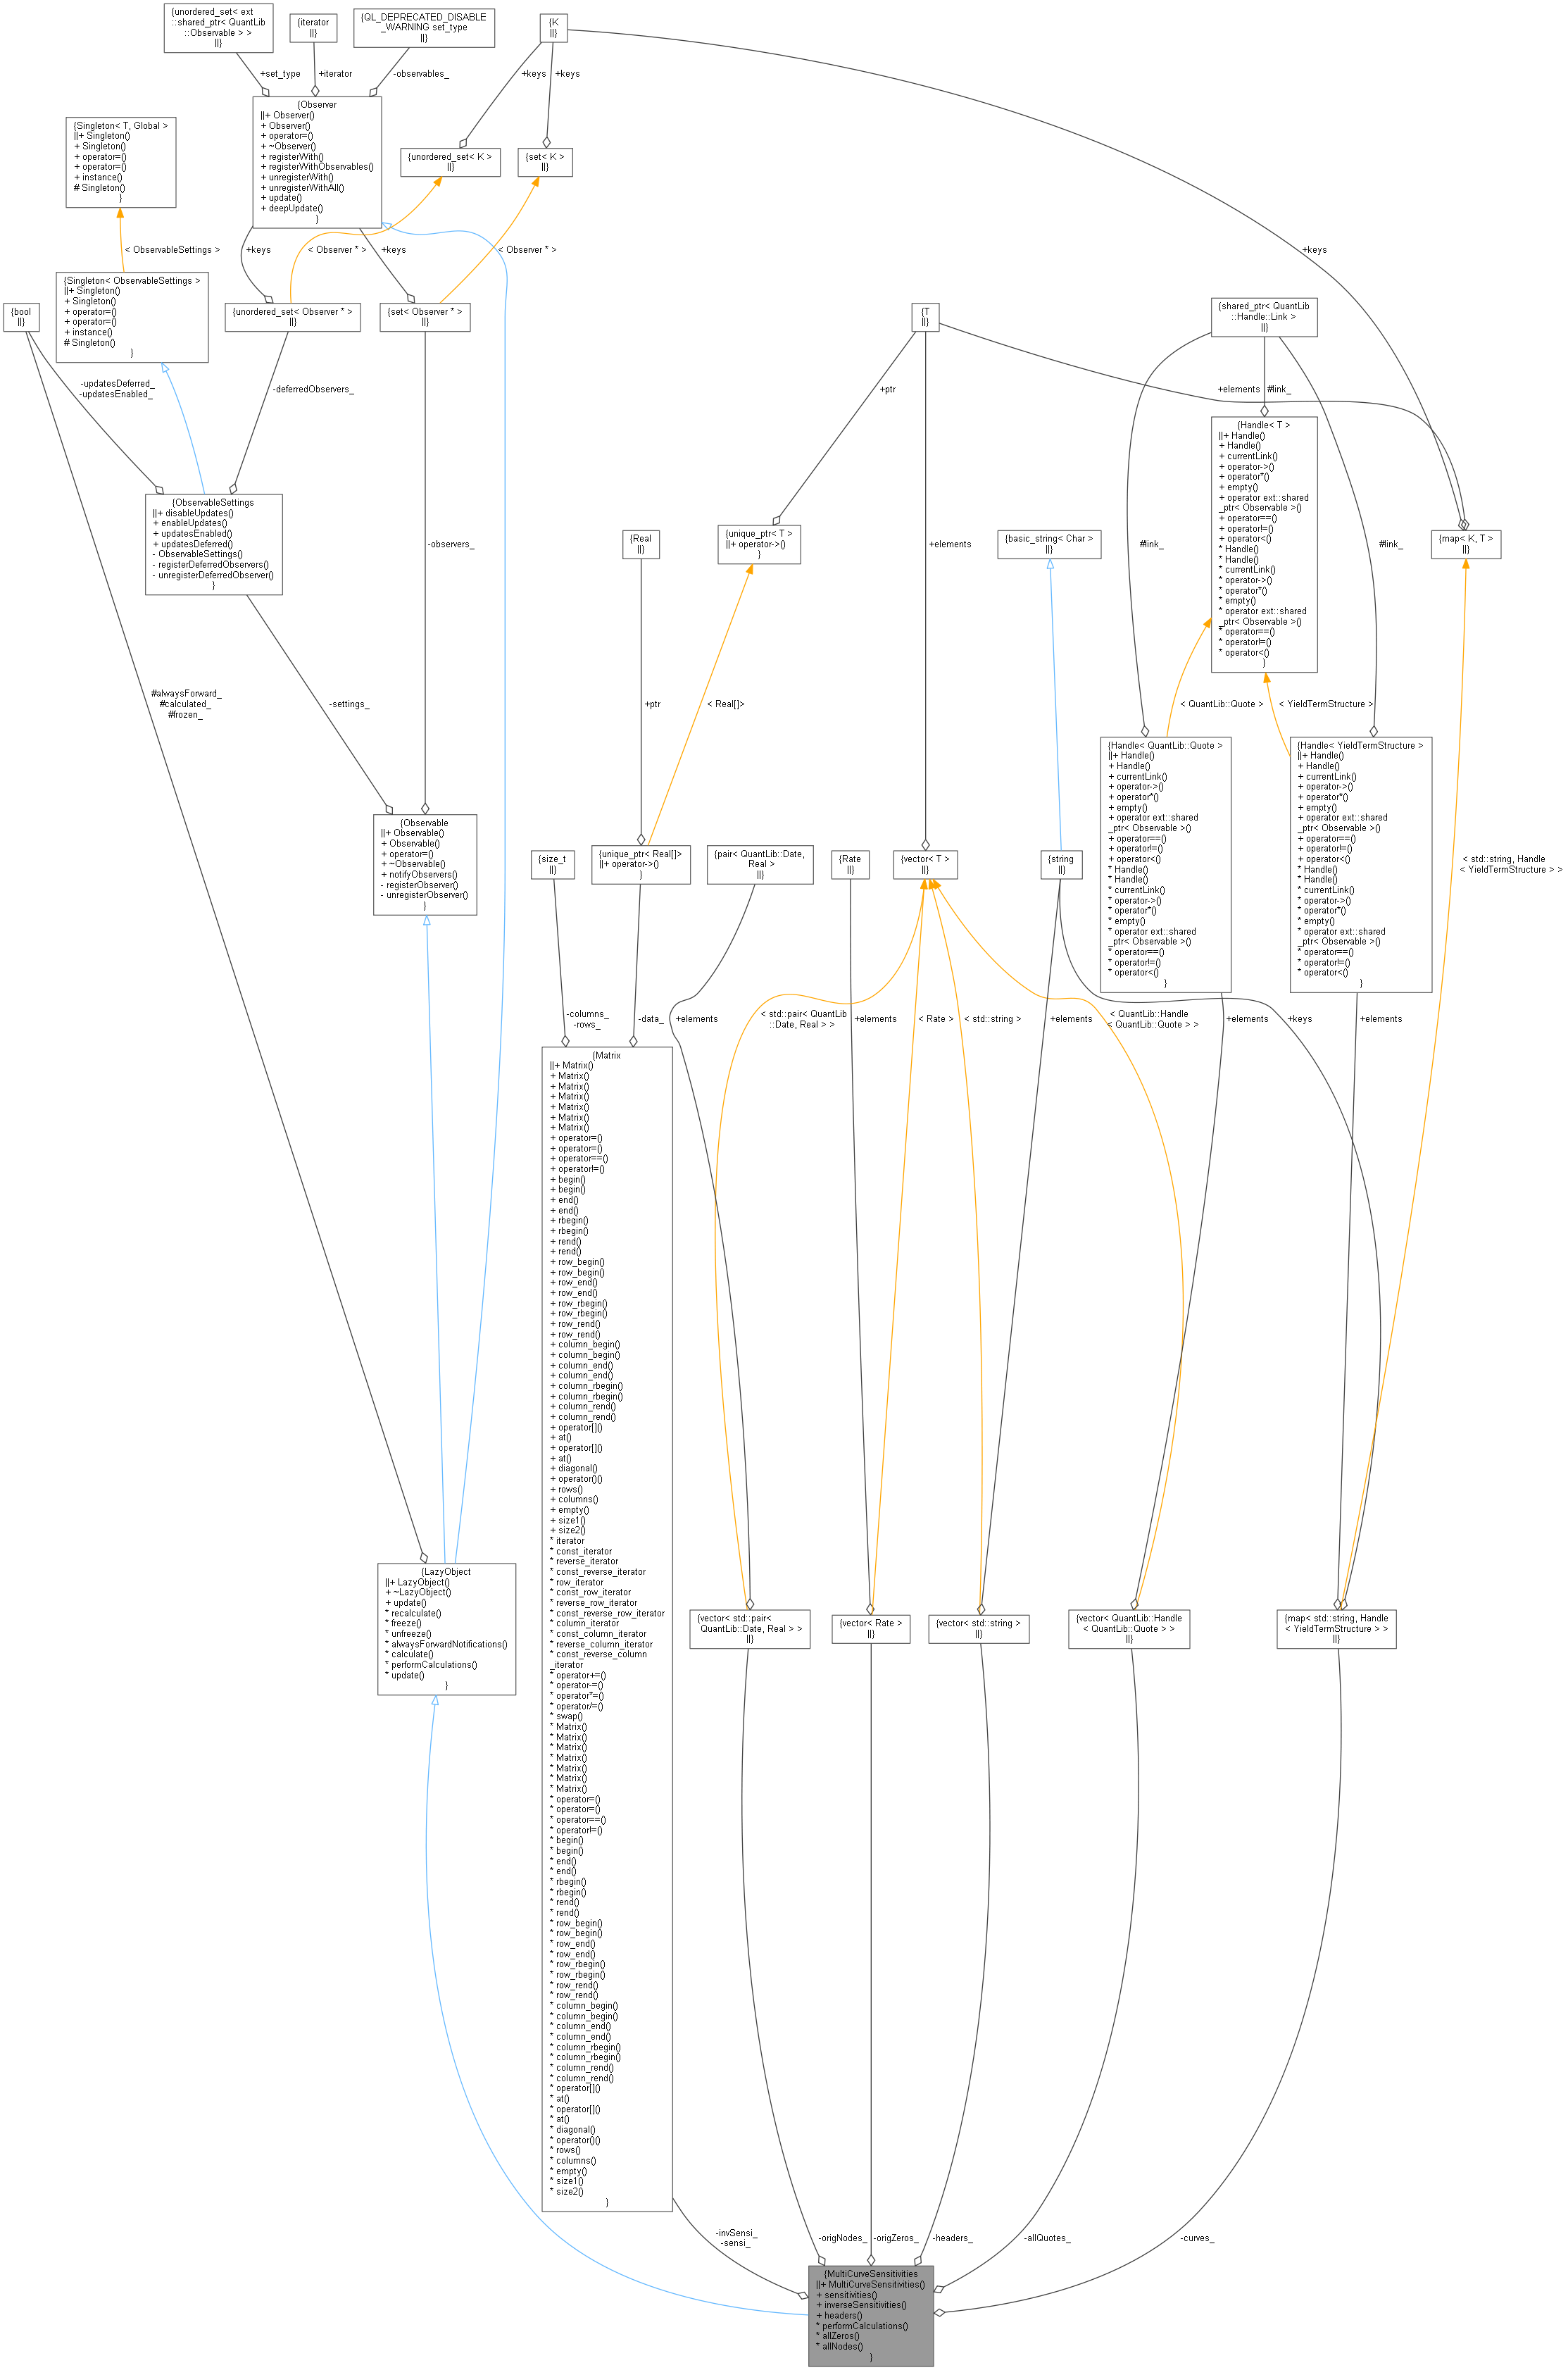 {unordered_set< ext
::shared_ptr< QuantLib
::Observable > >
||}
{iterator
||}
{QL_DEPRECATED_DISABLE
_WARNING set_type
||}
{K
||}
+set_type
+iterator
-observables_
+keys
+keys
{Observer
||+ Observer()
+ Observer()
+ operator=()
+ ~Observer()
+ registerWith()
+ registerWithObservables()
+ unregisterWith()
+ unregisterWithAll()
+ update()
+ deepUpdate()
}
{Singleton< T, Global >
||+ Singleton()
+ Singleton()
+ operator=()
+ operator=()
+ instance()
# Singleton()
}
{unordered_set< K >
||}
{set< K >
||}
< ObservableSettings >
+keys
< Observer * >
+keys
< Observer * >
+keys
{bool
||}
{Singleton< ObservableSettings >
||+ Singleton()
+ Singleton()
+ operator=()
+ operator=()
+ instance()
# Singleton()
}
{unordered_set< Observer * >
||}
{set< Observer * >
||}
{T
||}
{shared_ptr< QuantLib
::Handle::Link >
||}
-updatesDeferred_
-updatesEnabled_
-deferredObservers_
+ptr
+elements
#link_
{ObservableSettings
||+ disableUpdates()
+ enableUpdates()
+ updatesEnabled()
+ updatesDeferred()
- ObservableSettings()
- registerDeferredObservers()
- unregisterDeferredObserver()
}
-observers_
{Real
||}
{unique_ptr< T >
||+ operator->()
}
+elements
{basic_string< Char >
||}
#link_
{Handle< T >
||+ Handle()
+ Handle()
+ currentLink()
+ operator->()
+ operator*()
+ empty()
+ operator ext::shared
_ptr< Observable >()
+ operator==()
+ operator!=()
+ operator<()
* Handle()
* Handle()
* currentLink()
* operator->()
* operator*()
* empty()
* operator ext::shared
_ptr< Observable >()
* operator==()
* operator!=()
* operator<()
}
#link_
{map< K, T >
||}
#alwaysForward_
#calculated_
#frozen_
-settings_
+ptr
< Real[]>
< QuantLib::Quote >
< YieldTermStructure >
{Observable
||+ Observable()
+ Observable()
+ operator=()
+ ~Observable()
+ notifyObservers()
- registerObserver()
- unregisterObserver()
}
{size_t
||}
{unique_ptr< Real[]>
||+ operator->()
}
{pair< QuantLib::Date,
Real >
||}
{Rate
||}
{vector< T >
||}
{string
||}
{Handle< QuantLib::Quote >
||+ Handle()
+ Handle()
+ currentLink()
+ operator->()
+ operator*()
+ empty()
+ operator ext::shared
_ptr< Observable >()
+ operator==()
+ operator!=()
+ operator<()
* Handle()
* Handle()
* currentLink()
* operator->()
* operator*()
* empty()
* operator ext::shared
_ptr< Observable >()
* operator==()
* operator!=()
* operator<()
}
{Handle< YieldTermStructure >
||+ Handle()
+ Handle()
+ currentLink()
+ operator->()
+ operator*()
+ empty()
+ operator ext::shared
_ptr< Observable >()
+ operator==()
+ operator!=()
+ operator<()
* Handle()
* Handle()
* currentLink()
* operator->()
* operator*()
* empty()
* operator ext::shared
_ptr< Observable >()
* operator==()
* operator!=()
* operator<()
}
< std::string, Handle
< YieldTermStructure > >
-columns_
-rows_
-data_
+elements
< std::pair< QuantLib
::Date, Real > >
+elements
< Rate >
< std::string >
+elements
< QuantLib::Handle
< QuantLib::Quote > >
+elements
+keys
+elements
{Matrix
||+ Matrix()
+ Matrix()
+ Matrix()
+ Matrix()
+ Matrix()
+ Matrix()
+ Matrix()
+ operator=()
+ operator=()
+ operator==()
+ operator!=()
+ begin()
+ begin()
+ end()
+ end()
+ rbegin()
+ rbegin()
+ rend()
+ rend()
+ row_begin()
+ row_begin()
+ row_end()
+ row_end()
+ row_rbegin()
+ row_rbegin()
+ row_rend()
+ row_rend()
+ column_begin()
+ column_begin()
+ column_end()
+ column_end()
+ column_rbegin()
+ column_rbegin()
+ column_rend()
+ column_rend()
+ operator[]()
+ at()
+ operator[]()
+ at()
+ diagonal()
+ operator()()
+ rows()
+ columns()
+ empty()
+ size1()
+ size2()
* iterator
* const_iterator
* reverse_iterator
* const_reverse_iterator
* row_iterator
* const_row_iterator
* reverse_row_iterator
* const_reverse_row_iterator
* column_iterator
* const_column_iterator
* reverse_column_iterator
* const_reverse_column
_iterator
* operator+=()
* operator-=()
* operator*=()
* operator/=()
* swap()
* Matrix()
* Matrix()
* Matrix()
* Matrix()
* Matrix()
* Matrix()
* Matrix()
* operator=()
* operator=()
* operator==()
* operator!=()
* begin()
* begin()
* end()
* end()
* rbegin()
* rbegin()
* rend()
* rend()
* row_begin()
* row_begin()
* row_end()
* row_end()
* row_rbegin()
* row_rbegin()
* row_rend()
* row_rend()
* column_begin()
* column_begin()
* column_end()
* column_end()
* column_rbegin()
* column_rbegin()
* column_rend()
* column_rend()
* operator[]()
* at()
* operator[]()
* at()
* diagonal()
* operator()()
* rows()
* columns()
* empty()
* size1()
* size2()
}
{LazyObject
||+ LazyObject()
+ ~LazyObject()
+ update()
* recalculate()
* freeze()
* unfreeze()
* alwaysForwardNotifications()
* calculate()
* performCalculations()
* update()
}
{vector< std::pair<
QuantLib::Date, Real > >
||}
{vector< Rate >
||}
{vector< std::string >
||}
{vector< QuantLib::Handle
< QuantLib::Quote > >
||}
{map< std::string, Handle
< YieldTermStructure > >
||}
-invSensi_
-sensi_
-origNodes_
-origZeros_
-headers_
-allQuotes_
-curves_
{MultiCurveSensitivities
||+ MultiCurveSensitivities()
+ sensitivities()
+ inverseSensitivities()
+ headers()
* performCalculations()
* allZeros()
* allNodes()
}